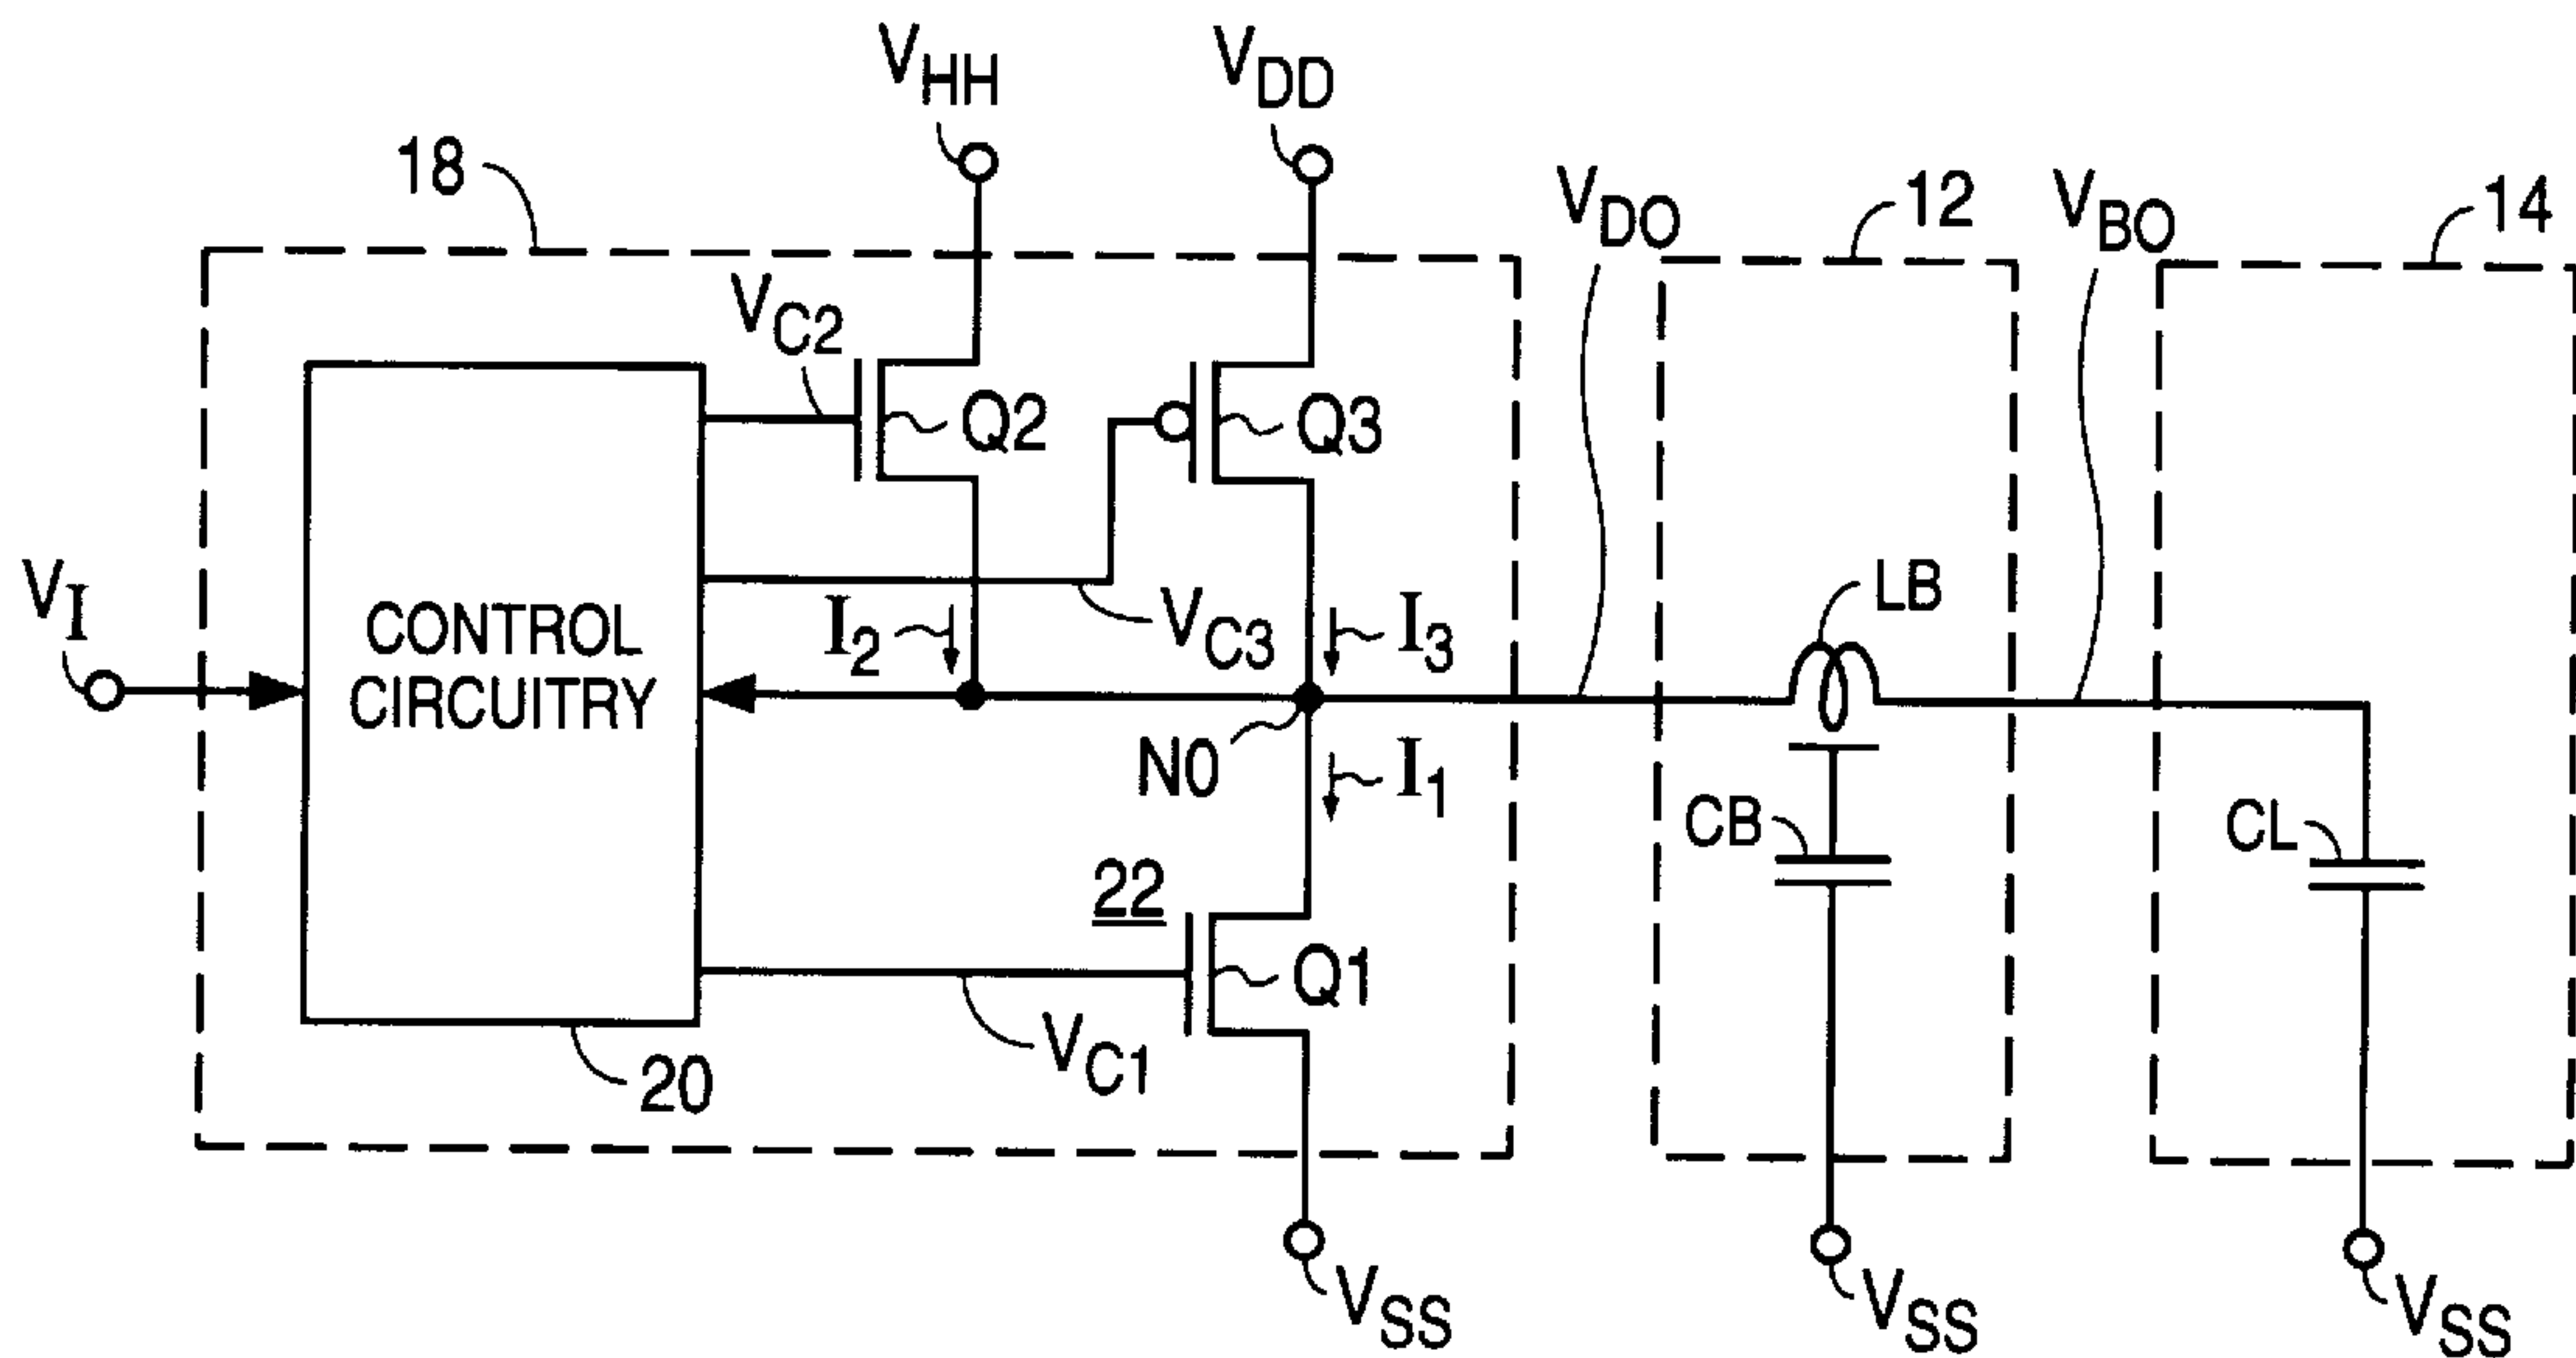 VHH
VDD
18
VDO
12
VBO
14
VC2
Q2
Q3
VI
CONTROL
CIRCUITRY
I2
VC3
I3
LB
N0
I1
CB
CL
22
Q1
VC1
20
VSS
VSS
VSS